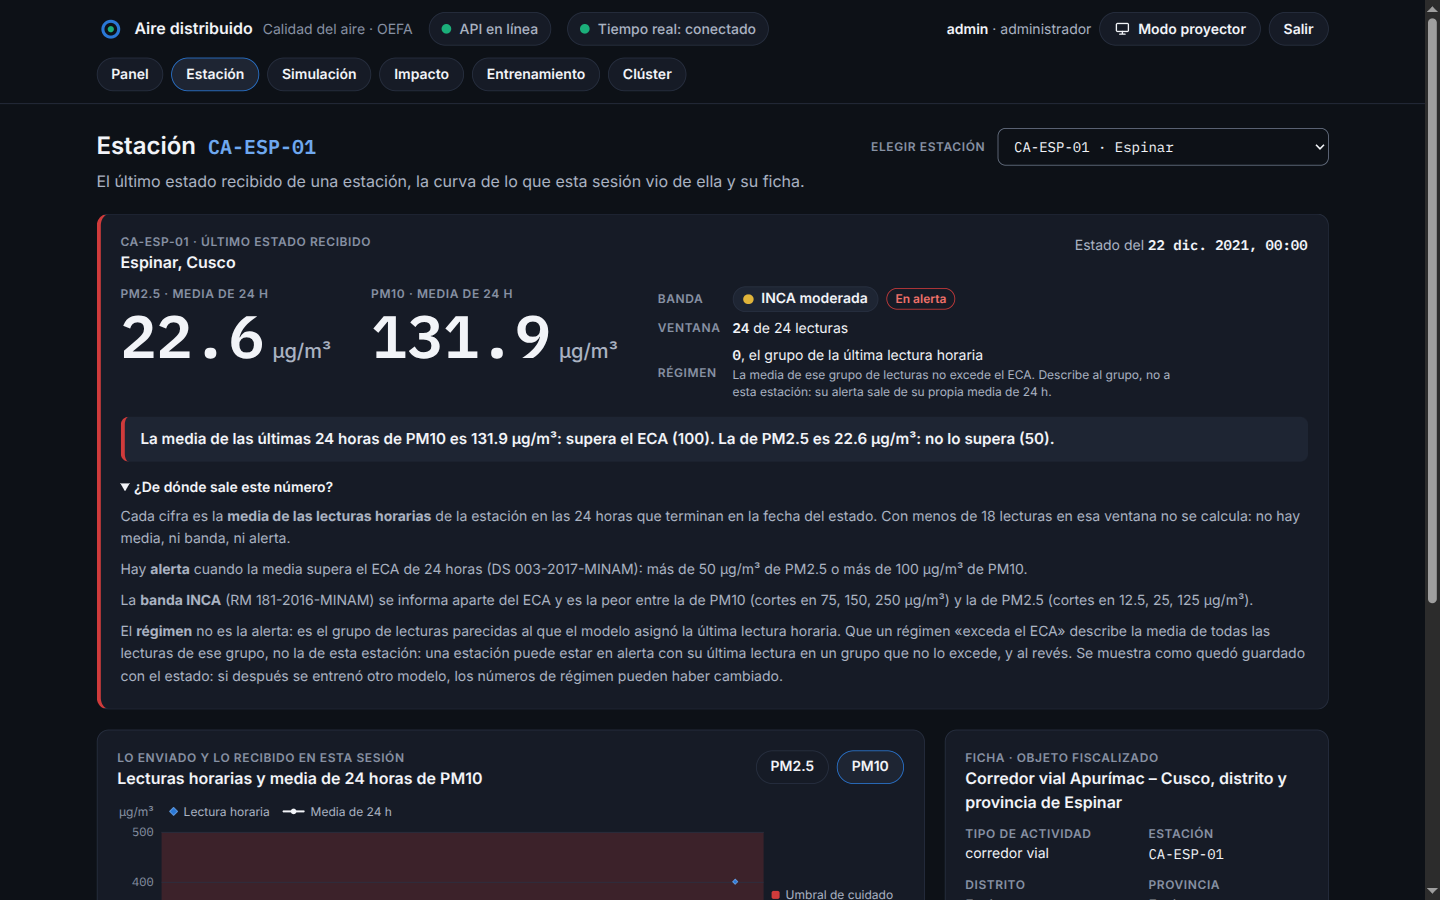 Aire distribuido Calidad del aire · OEFA API en línea Tiempo real: conectado admin · administrador Modo proyector Salir
Panel Estación Simulación Impacto Entrenamiento Clúster
Estación CA-ESP-01 ELEGIR ESTACIÓN CA-ESP-01 · Espinar
El último estado recibido de una estación, la curva de lo que esta sesión vio de ella y su ficha.
CA-ESP-01 · ÚLTIMO ESTADO RECIBIDO
Espinar, Cusco
Estado del 22 dic. 2021, 00:00
PM2.5 · MEDIA DE 24 H
22.6 µg/m³
PM10 · MEDIA DE 24 H
131.9 µg/m³
BANDA INCA moderada En alerta
VENTANA 24 de 24 lecturas
RÉGIMEN 0, el grupo de la última lectura horaria
La media de ese grupo de lecturas no excede el ECA. Describe al grupo, no a
esta estación: su alerta sale de su propia media de 24 h.
La media de las últimas 24 horas de PM10 es 131.9 µg/m³: supera el ECA (100). La de PM2.5 es 22.6 µg/m³: no lo supera (50).
¿De dónde sale este número?
Cada cifra es la media de las lecturas horarias de la estación en las 24 horas que terminan en la fecha del estado. Con menos de 18 lecturas en esa ventana no se calcula: no hay
media, ni banda, ni alerta.
Hay alerta cuando la media supera el ECA de 24 horas (DS 003-2017-MINAM): más de 50 µg/m³ de PM2.5 o más de 100 µg/m³ de PM10.
La banda INCA (RM 181-2016-MINAM) se informa aparte del ECA y es la peor entre la de PM10 (cortes en 75, 150, 250 µg/m³) y la de PM2.5 (cortes en 12.5, 25, 125 µg/m³).
El régimen no es la alerta: es el grupo de lecturas parecidas al que el modelo asignó la última lectura horaria. Que un régimen «exceda el ECA» describe la media de todas las
lecturas de ese grupo, no la de esta estación: una estación puede estar en alerta con su última lectura en un grupo que no lo excede, y al revés. Se muestra como quedó guardado
con el estado: si después se entrenó otro modelo, los números de régimen pueden haber cambiado.
LO ENVIADO Y LO RECIBIDO EN ESTA SESIÓN
Lecturas horarias y media de 24 horas de PM10
PM2.5 PM10
µg/m³ Lectura horaria Media de 24 h
500
400
Umbral de cuidado
FICHA · OBJETO FISCALIZADO
Corredor vial Apurímac – Cusco, distrito y
provincia de Espinar
TIPO DE ACTIVIDAD ESTACIÓN
corredor vial CA-ESP-01
DISTRITO PROVINCIA